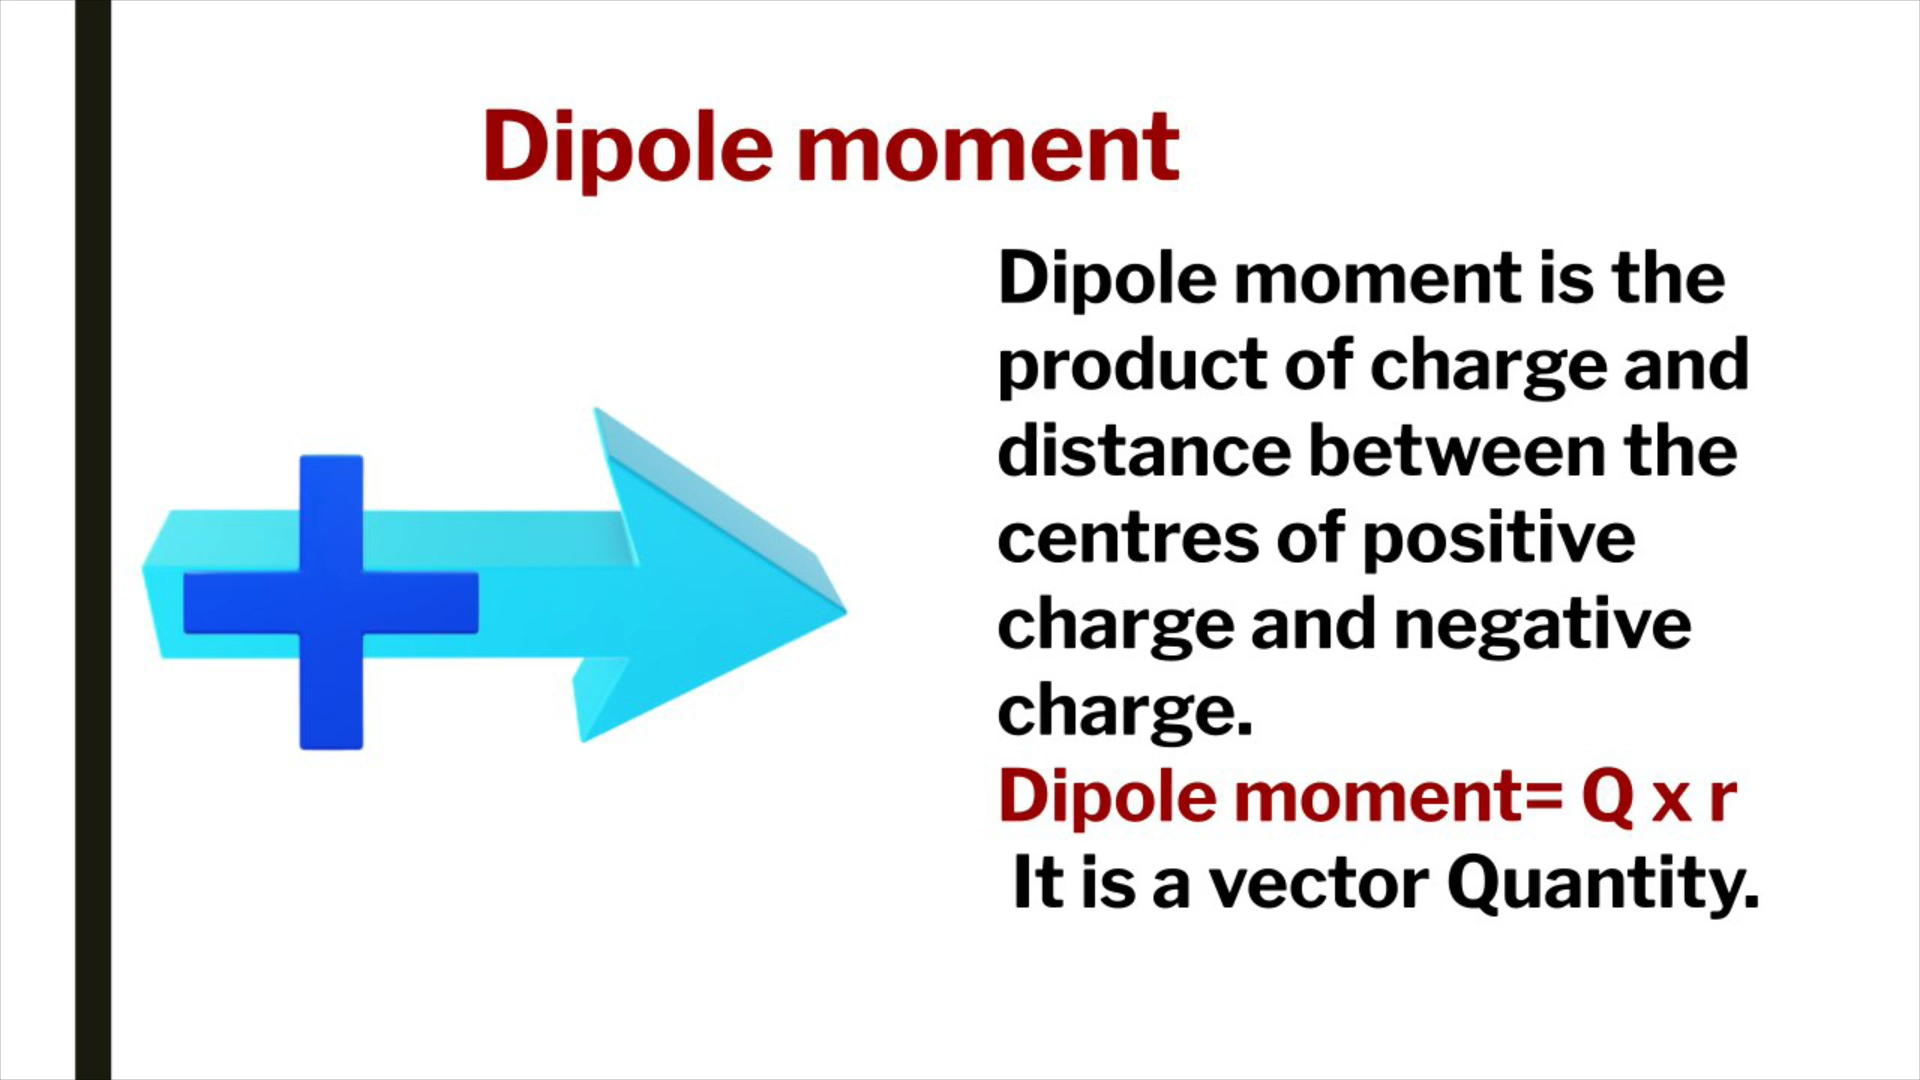 Dipole moment
Dipole moment is the
product of charge and
distance between the
centres of positive
charge and negative
charge.
Dipole moment= Q x r
It is a vector Quantity.